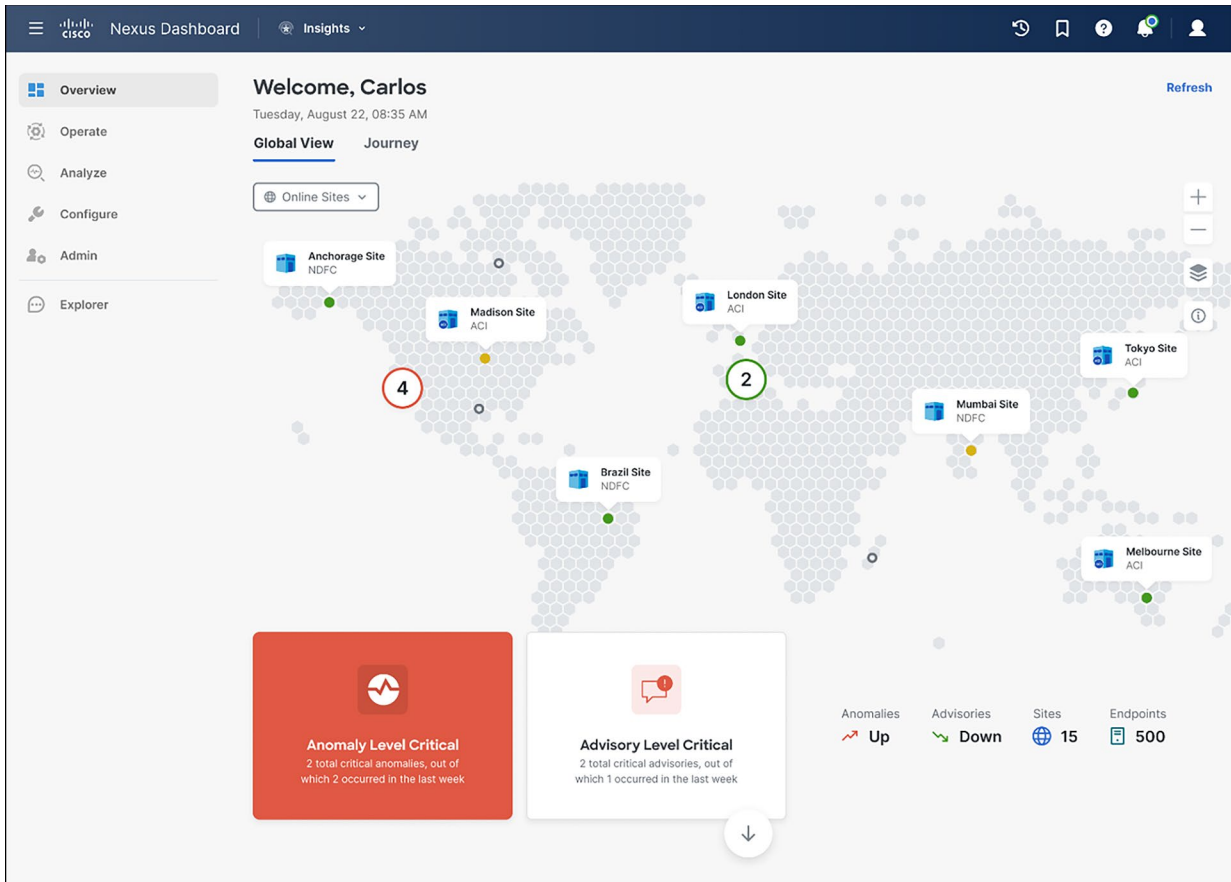 cisco Nexus Dashboard Insights
Overview
Operate
Analyze
Configure
Admin
Explorer
Welcome, Carlos
Refresh
Tuesday, August 22, 08:35 AM
Global View Journey
Online Sites
Anchorage Site
NDFC
Madison Site
ACI
London Site
ACI
Tokyo Site
ACI
4
2
Mumbai Site
NDFC
Brazil Site
NDFC
Melbourne Site
ACI
Anomaly Level Critical
2 total critical anomalies, out of
which 2 occurred in the last week
Advisory Level Critical
2 total critical advisories, out of
which 1 occurred in the last week
Anomalies Advisories Sites Endpoints
Up Down 15 500